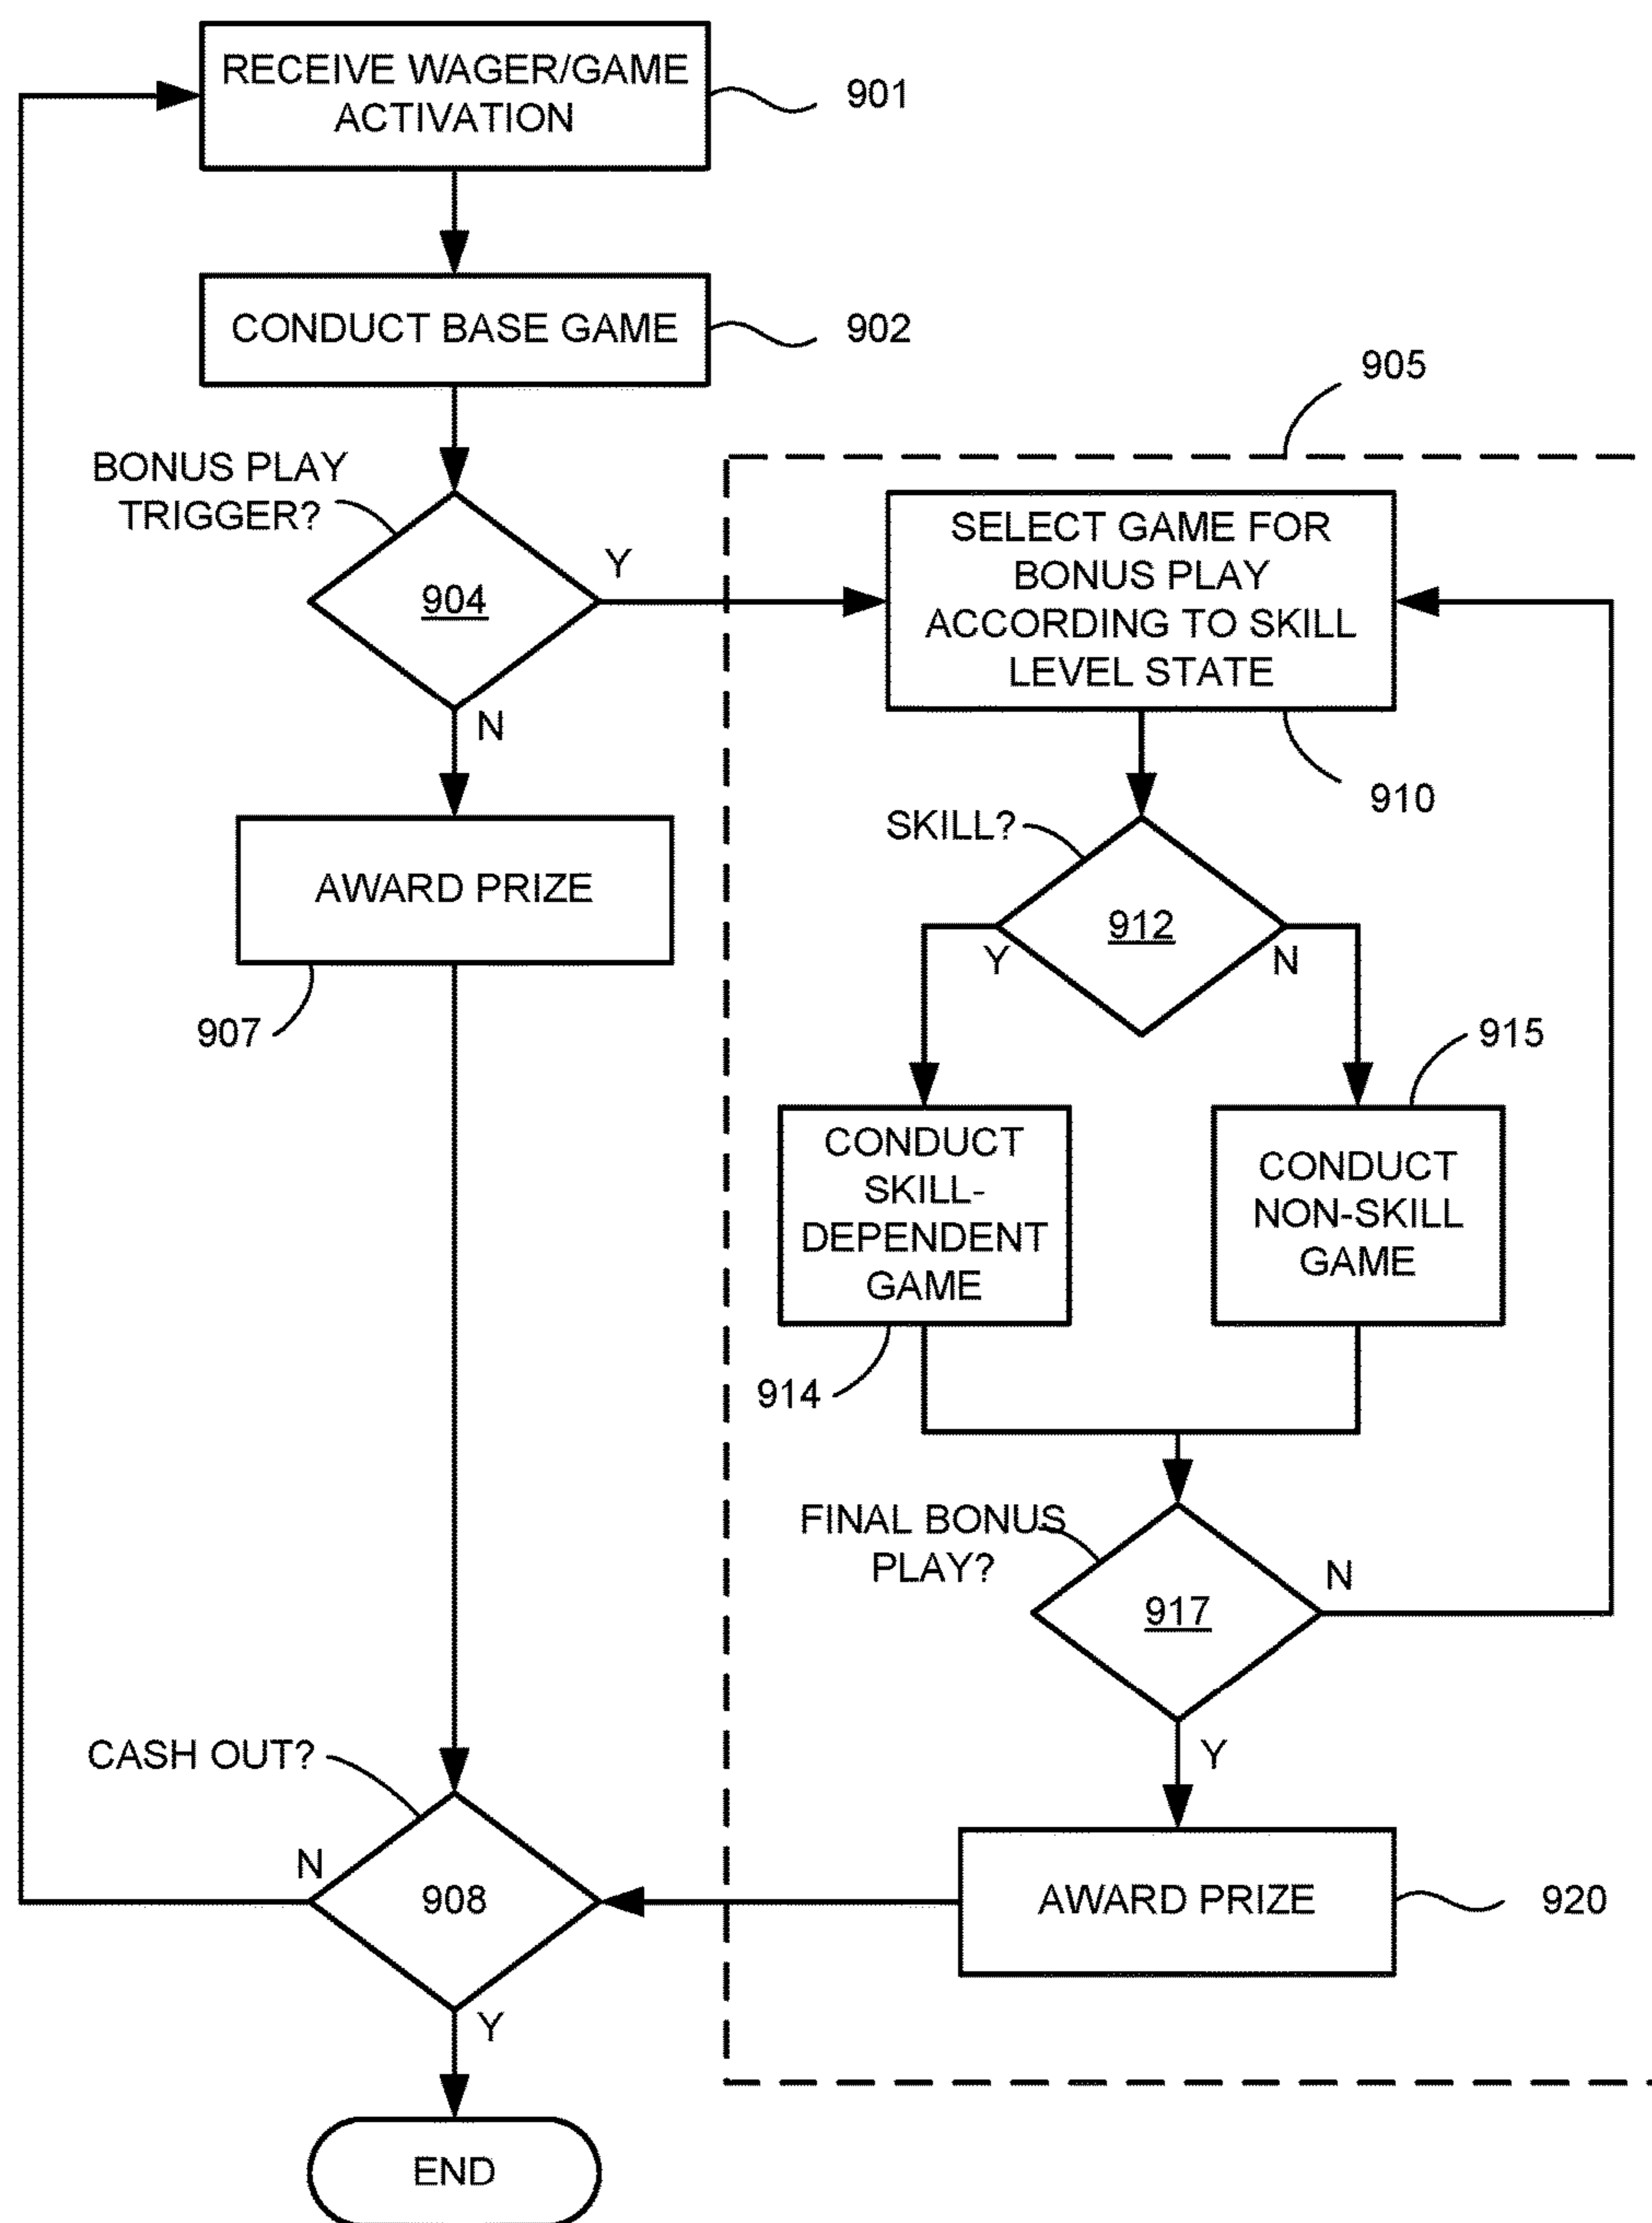 RECEIVE WAGER/GAME
ACTIVATION
901
CONDUCT BASE GAME
902
905
BONUS PLAY
TRIGGER?
904
Y
N
SELECT GAME FOR
BONUS PLAY
ACCORDING TO SKILL
LEVEL STATE
910
SKILL?
912
Y
N
AWARD PRIZE
907
915
CONDUCT
SKILL-
DEPENDENT
GAME
914
CONDUCT
NON-SKILL
GAME
FINAL BONUS
PLAY?
917
N
Y
CASH OUT?
N
908
Y
AWARD PRIZE
920
END